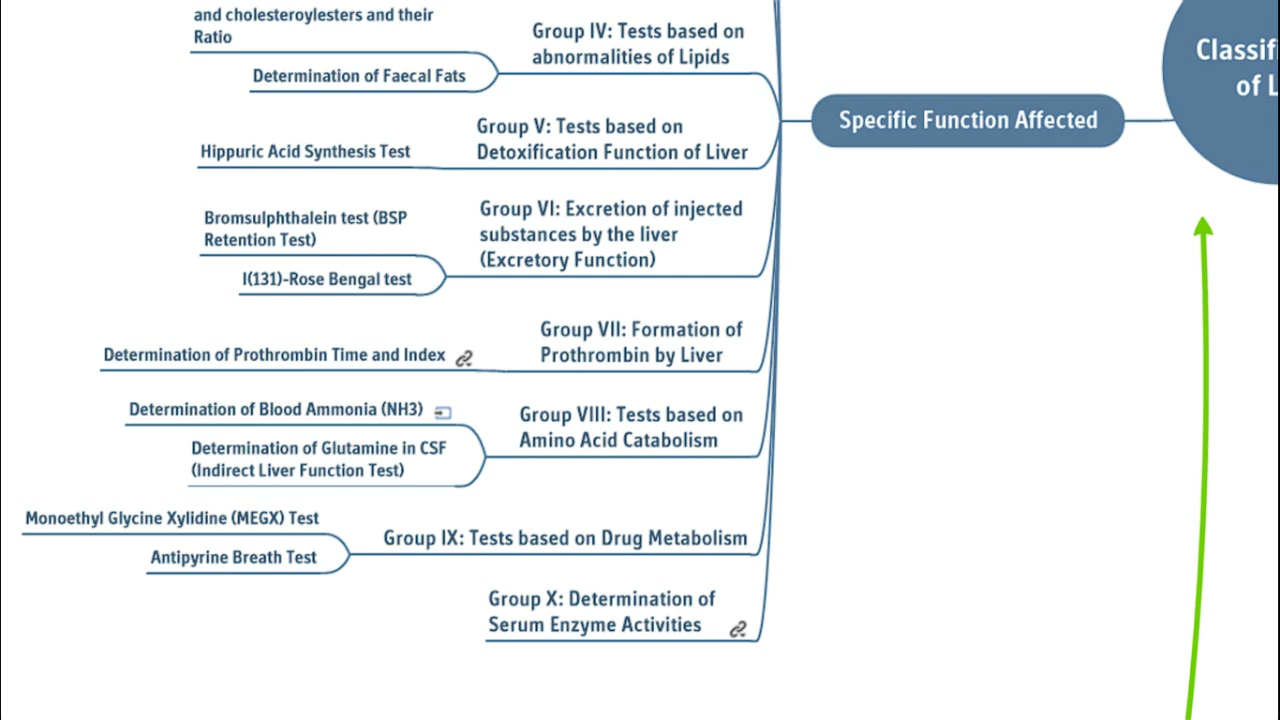 and cholesteroylesters and their
Ratio
Determination of Faecal Fats
Group IV: Tests based on
abnormalities of Lipids
Hippuric Acid Synthesis Test
Group V: Tests based on
Detoxification Function of Liver
Bromsulphthalein test (BSP
Retention Test)
I(131)-Rose Bengal test
Group VI: Excretion of injected
substances by the liver
(Excretory Function)
Determination of Prothrombin Time and Index
Group VII: Formation of
Prothrombin by Liver
Determination of Blood Ammonia (NH3)
Determination of Glutamine in CSF
(Indirect Liver Function Test)
Group VIII: Tests based on
Amino Acid Catabolism
Monoethyl Glycine Xylidine (MEGX) Test
Antipyrine Breath Test
Group IX: Tests based on Drug Metabolism
Group X: Determination of
Serum Enzyme Activities
Specific Function Affected
Classif
of L